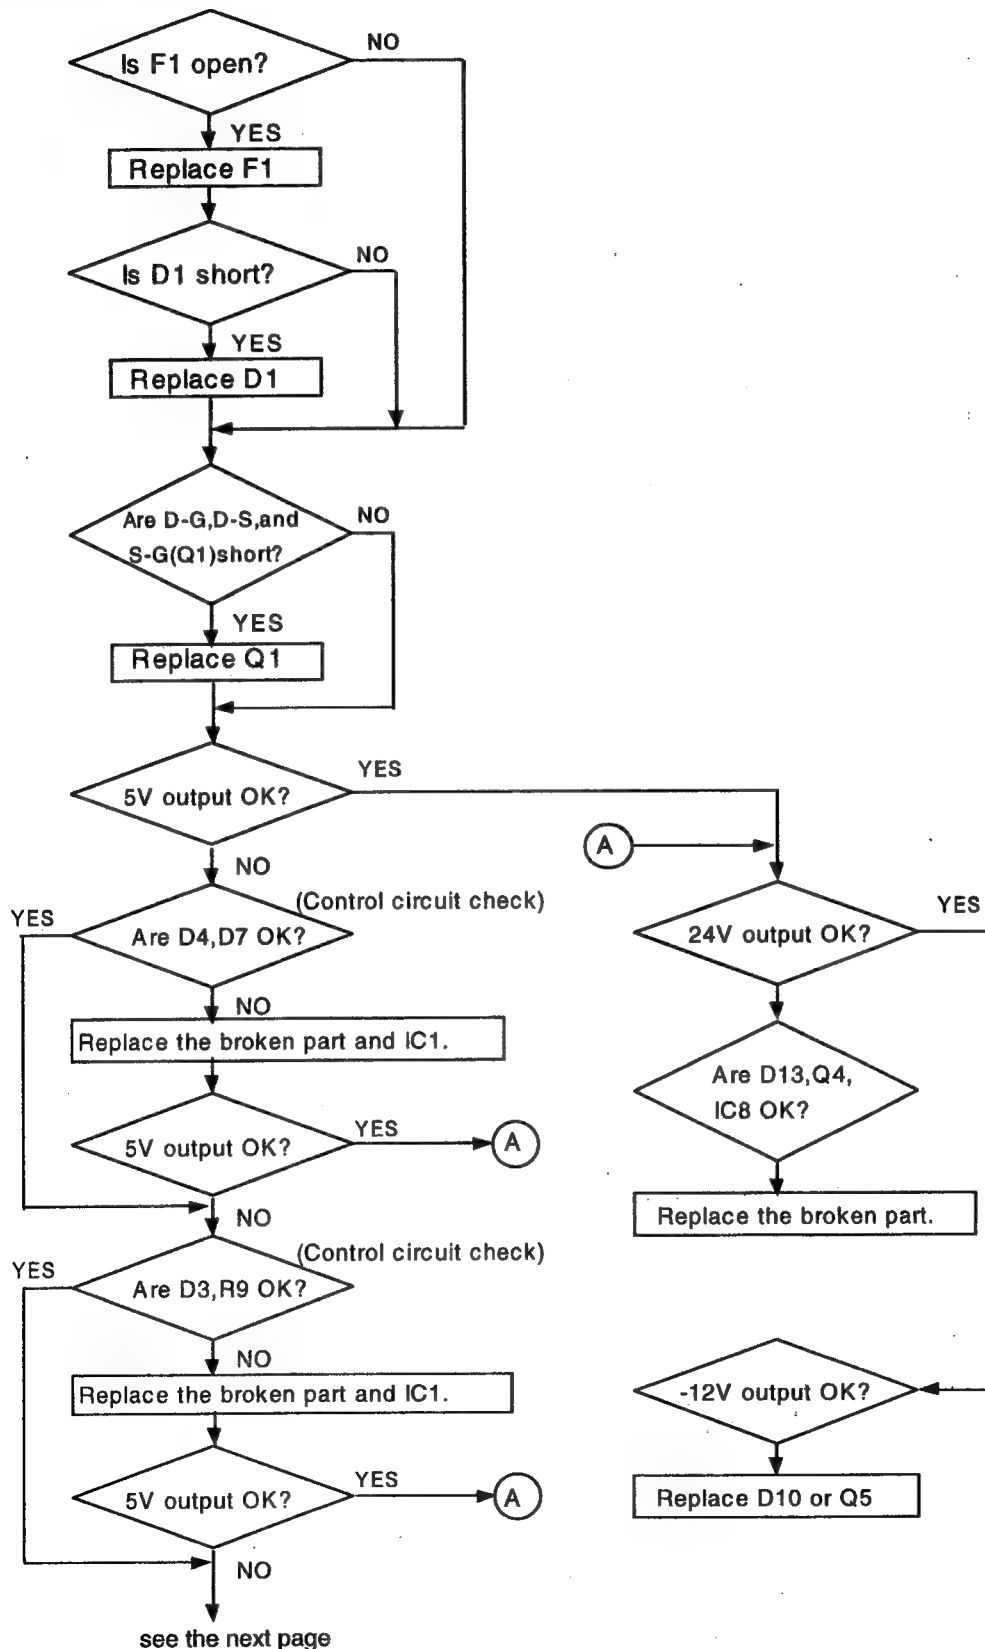 Is F1 open?
NO
YES
Replace F1
Is D1 short?
NO
YES
Replace D1
Are D-G,D-S,and
S-G(Q1)short?
NO
YES
Replace Q1
5V output OK?
YES
NO
(Control circuit check)
YES
Are D4,D7 OK?
NO
Replace the broken part and IC1.
5V output OK?
YES
A
NO
(Control circuit check)
YES
Are D3,R9 OK?
NO
Replace the broken part and IC1.
5V output OK?
YES
A
NO
see the next page
A
24V output OK?
YES
Are D13,Q4,
IC8 OK?
Replace the broken part.
-12V output OK?
Replace D10 or Q5